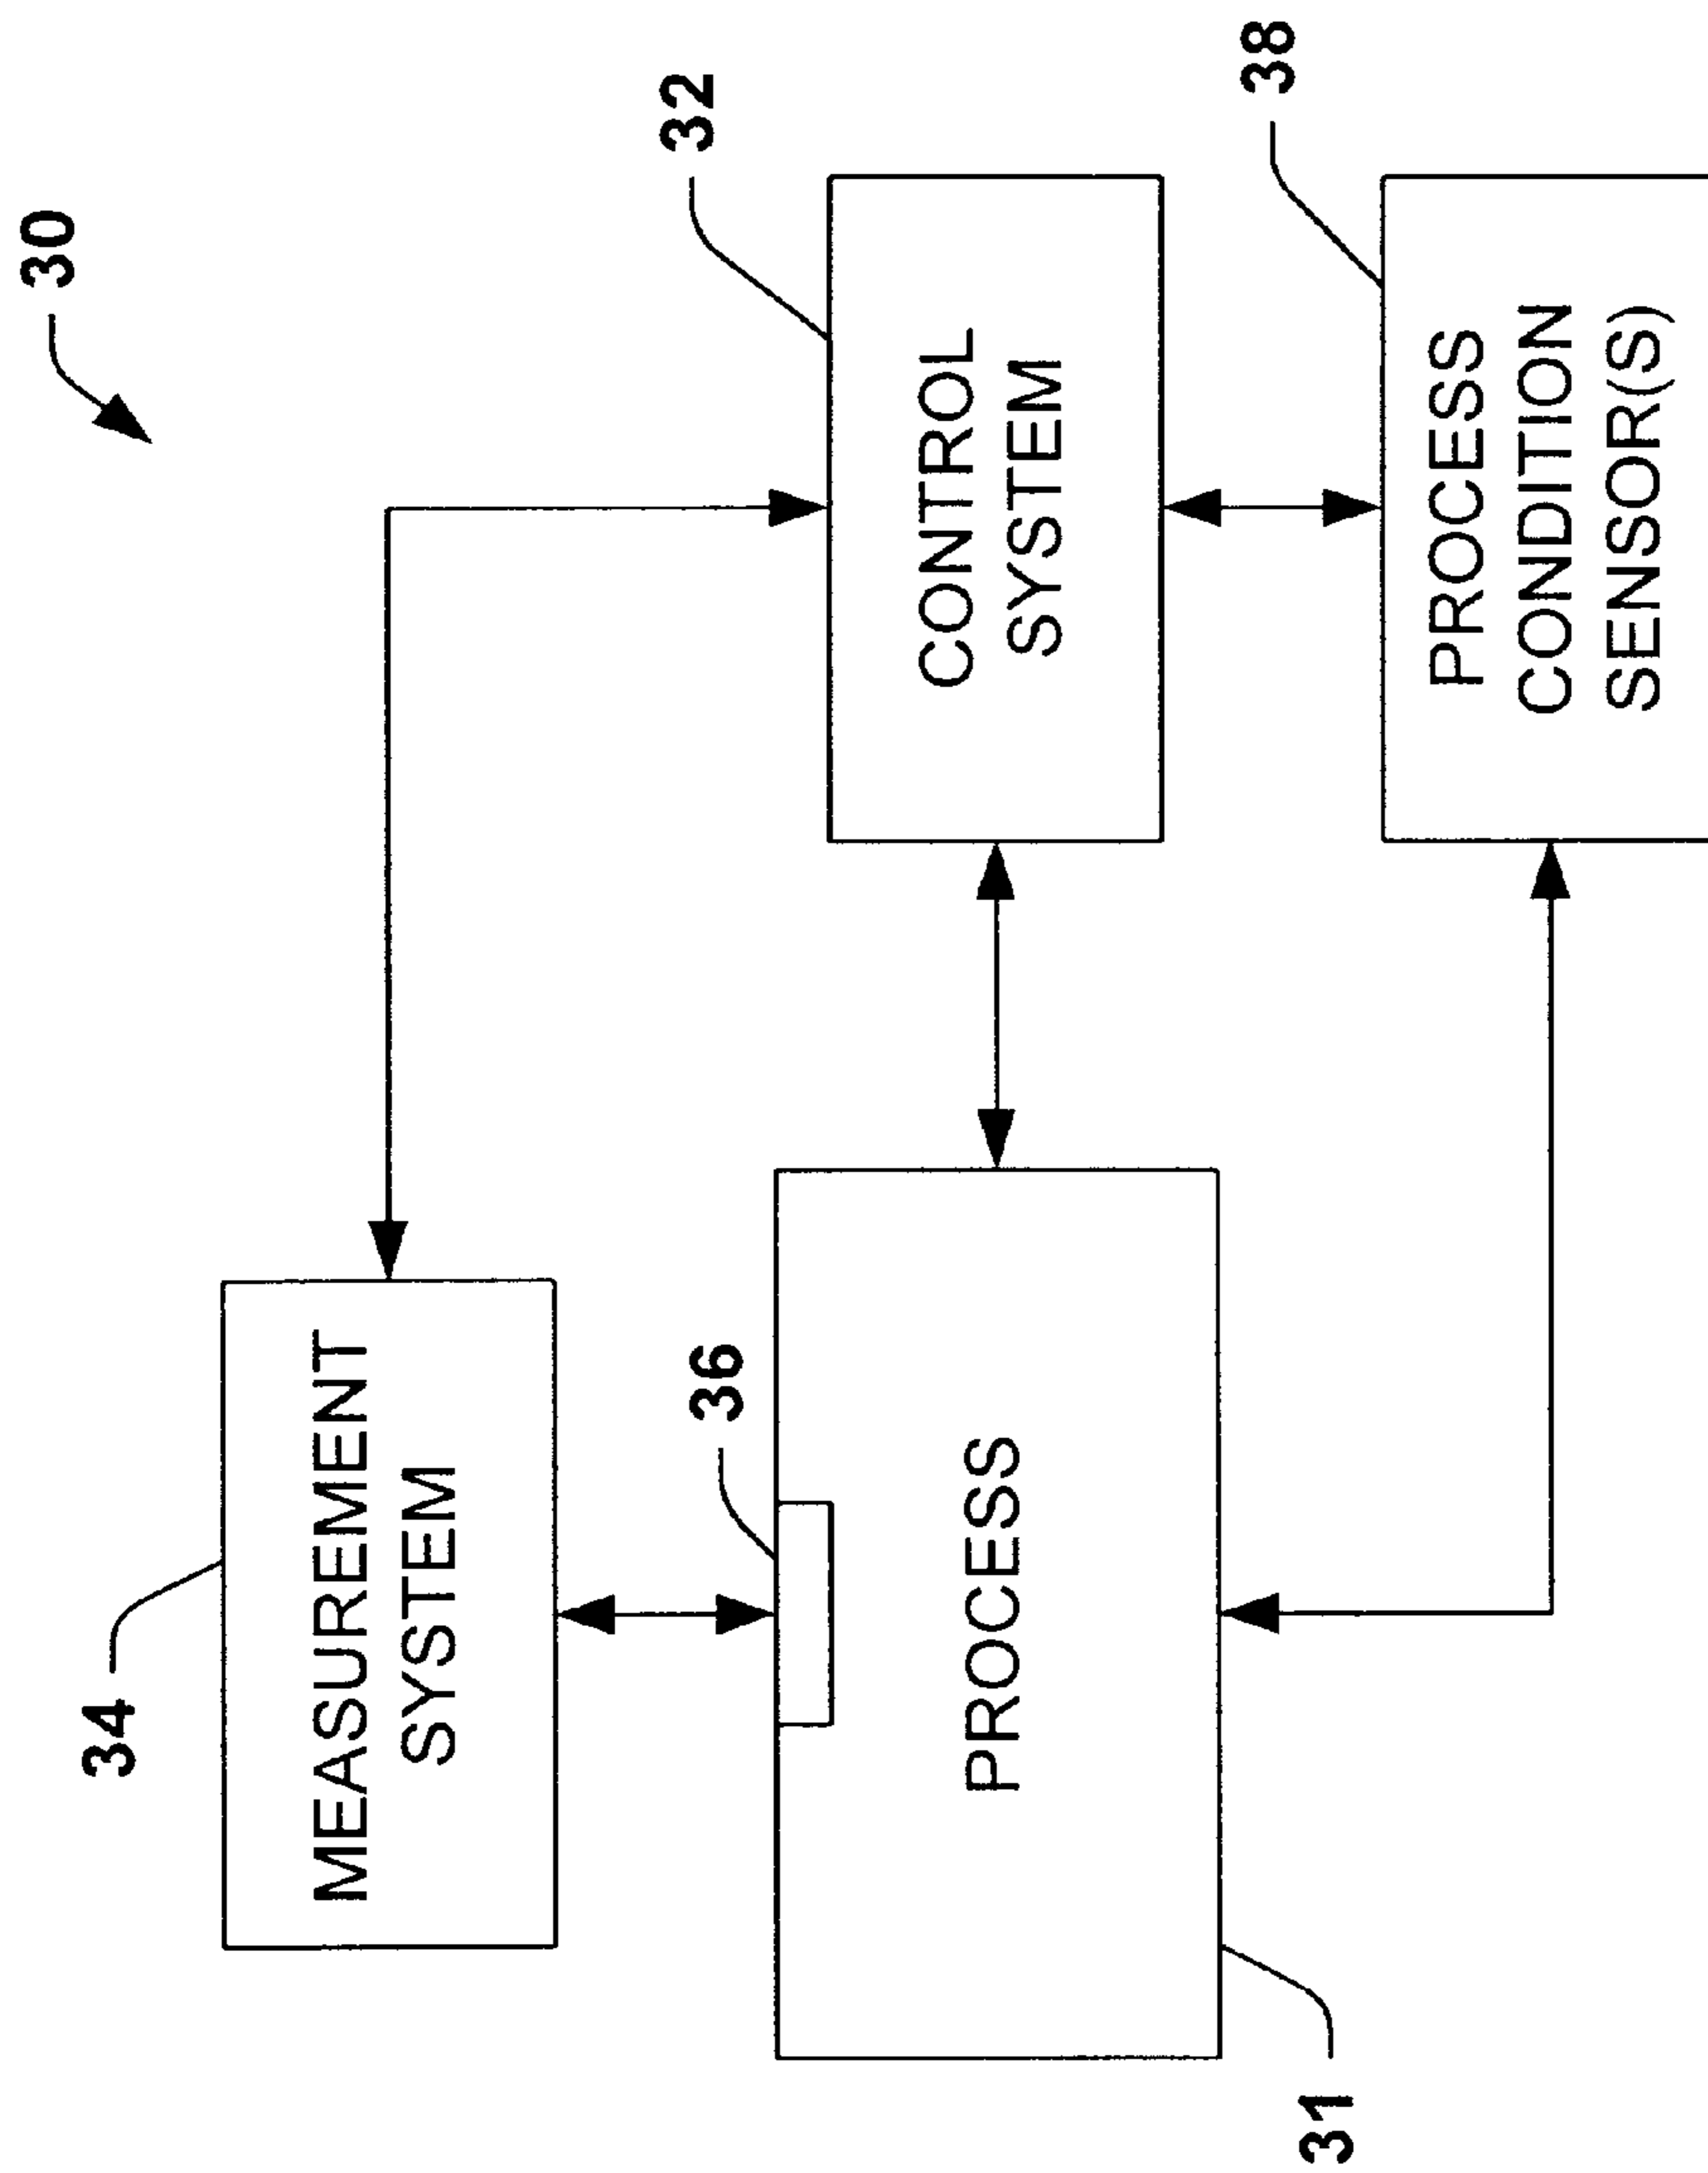 30
34
MEASUREMENT
SYSTEM
32
CONTROL
SYSTEM
36
PROCESS
31
38
PROCESS
CONDITION
SENSOR(S)